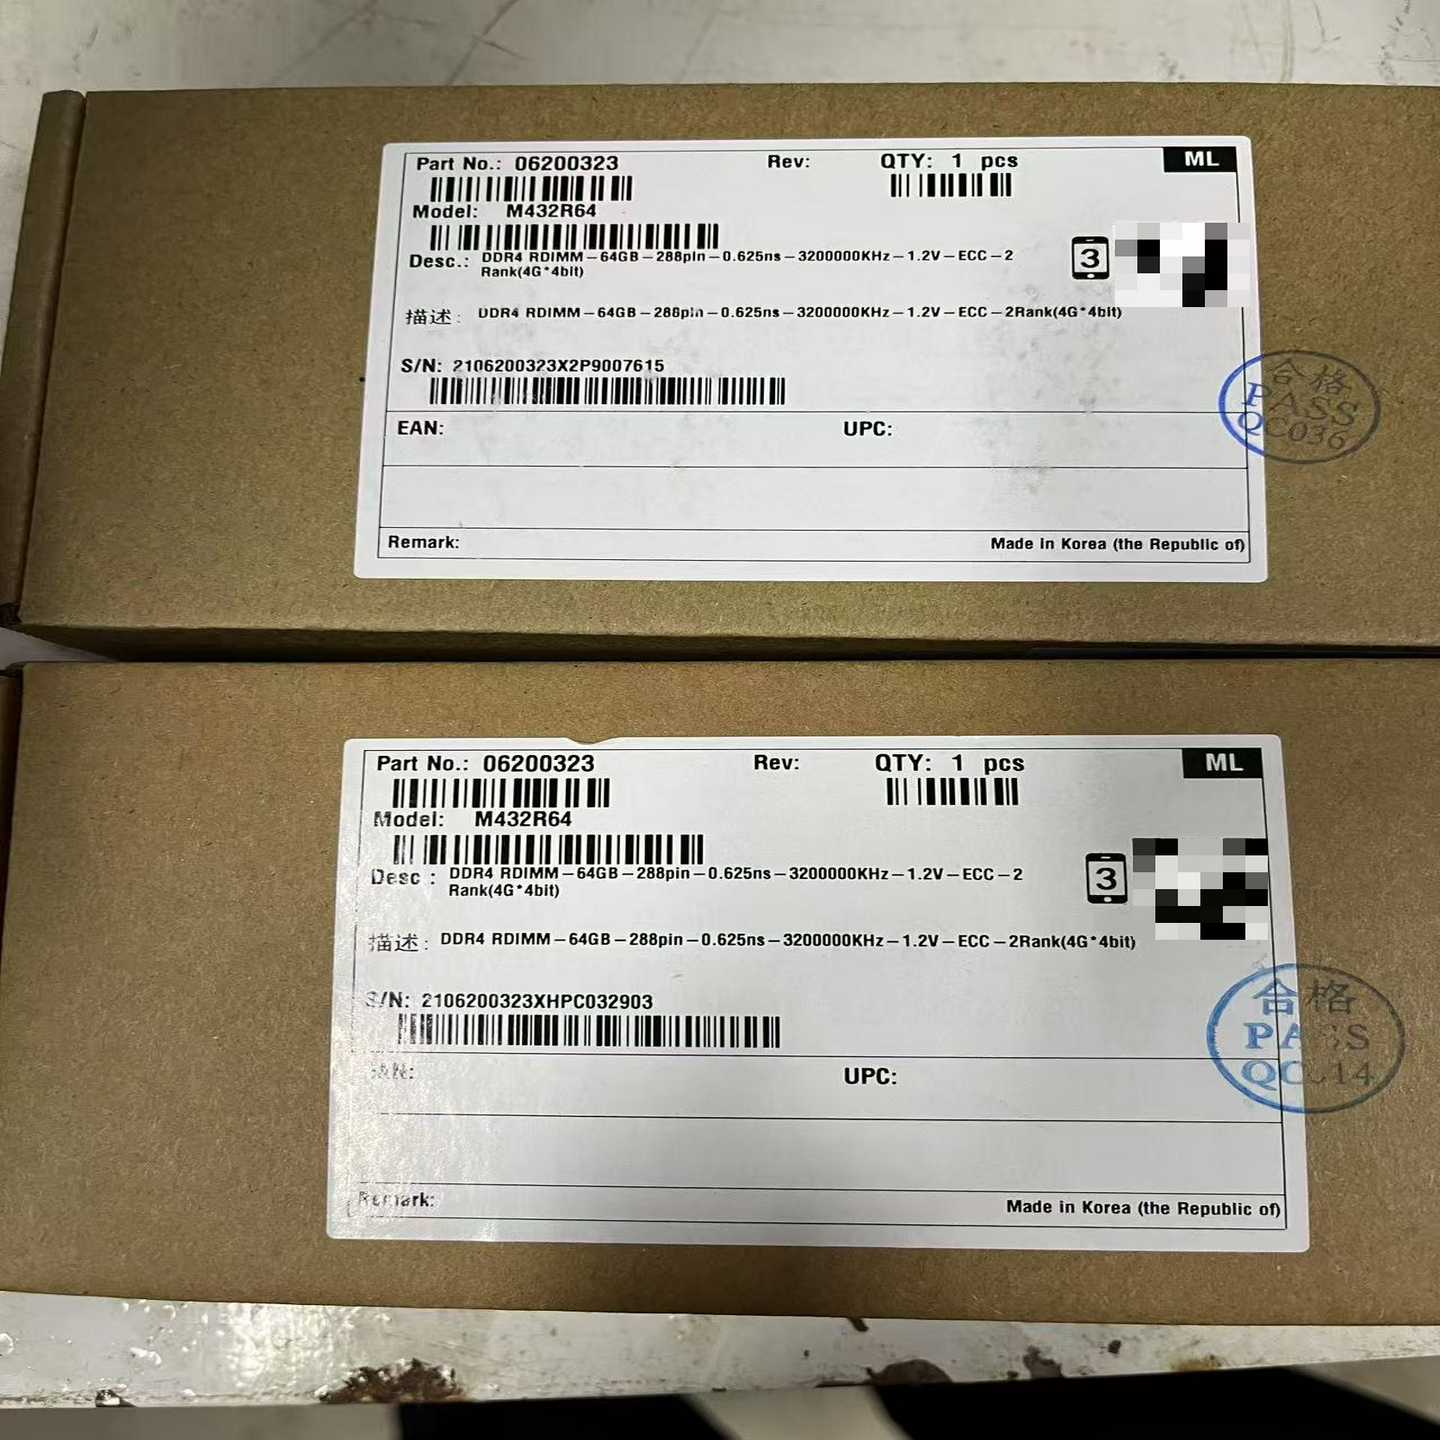 Part No.: 06200323 Rev: QTY: 1 pcs ML
Model: M432R64
Desc.: DDR4 RDIMM-64GB-288pin-0.625ns-3200000KHz-1.2V-ECC-2
Rank(4G*4bit)
3
描述: DDR4 RDIMM-64GB-288pin-0.625ns-3200000KHz-1.2V-ECC-2Rank(4G*4bit)
S/N: 2106200323X2P9007615
合格
PASS
QC036
EAN: UPC:
Remark: Made in Korea (the Republic of)
Part No.: 06200323 Rev: QTY: 1 pcs ML
Model: M432R64
Desc: DDR4 RDIMM-64GB-288pin-0.625ns-3200000KHz-1.2V-ECC-2
Rank(4G*4bit)
3
描述: DDR4 RDIMM-64GB-288pin-0.625ns-3200000KHz-1.2V-ECC-2Rank(4G*4bit)
S/N: 2106200323XHPC032903
合格
PASS
EAN: UPC:
Remark: Made in Korea (the Republic of)